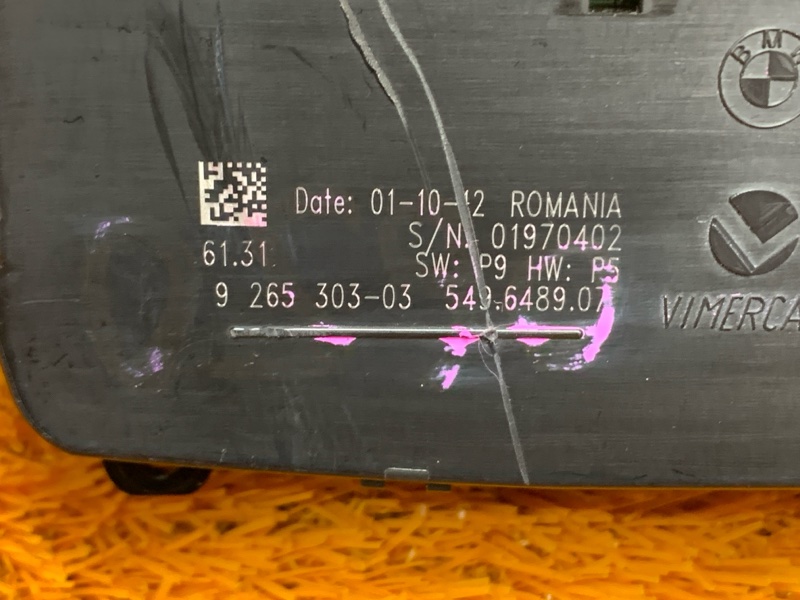 BMW
Date: 01-10-12 ROMANIA
S/N. 01970402
61.31
SW: P9 HW: P5
9 265 303-03 549.6489.07
VIMERCA